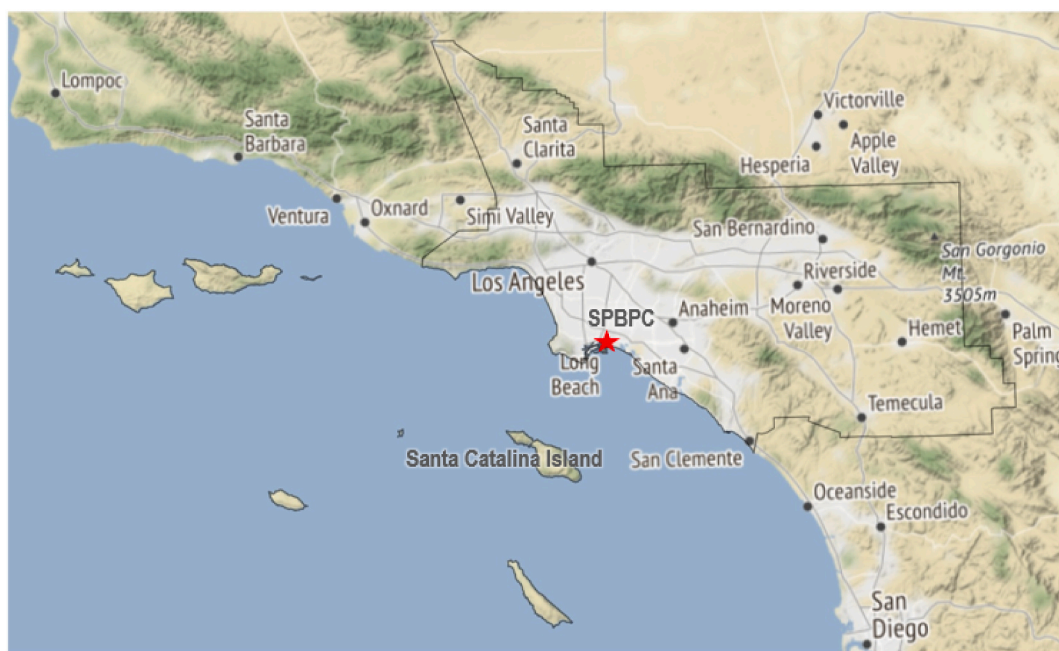 Lompoc
Santa
Barbara
Ventura
Oxnard
Santa
Clarita
Simi Valley
Victorville
Apple
Valley
Hesperia
San Bernardino
San Gorgonio
Mt.
3505m
Los Angeles
Riverside
Moreno
Valley
Anaheim
SPBPC
Hemet
Palm
Spring
Long
Beach
Santa
Ana
Temecula
Santa Catalina Island
San Clemente
Oceanside
Escondido
San
Diego